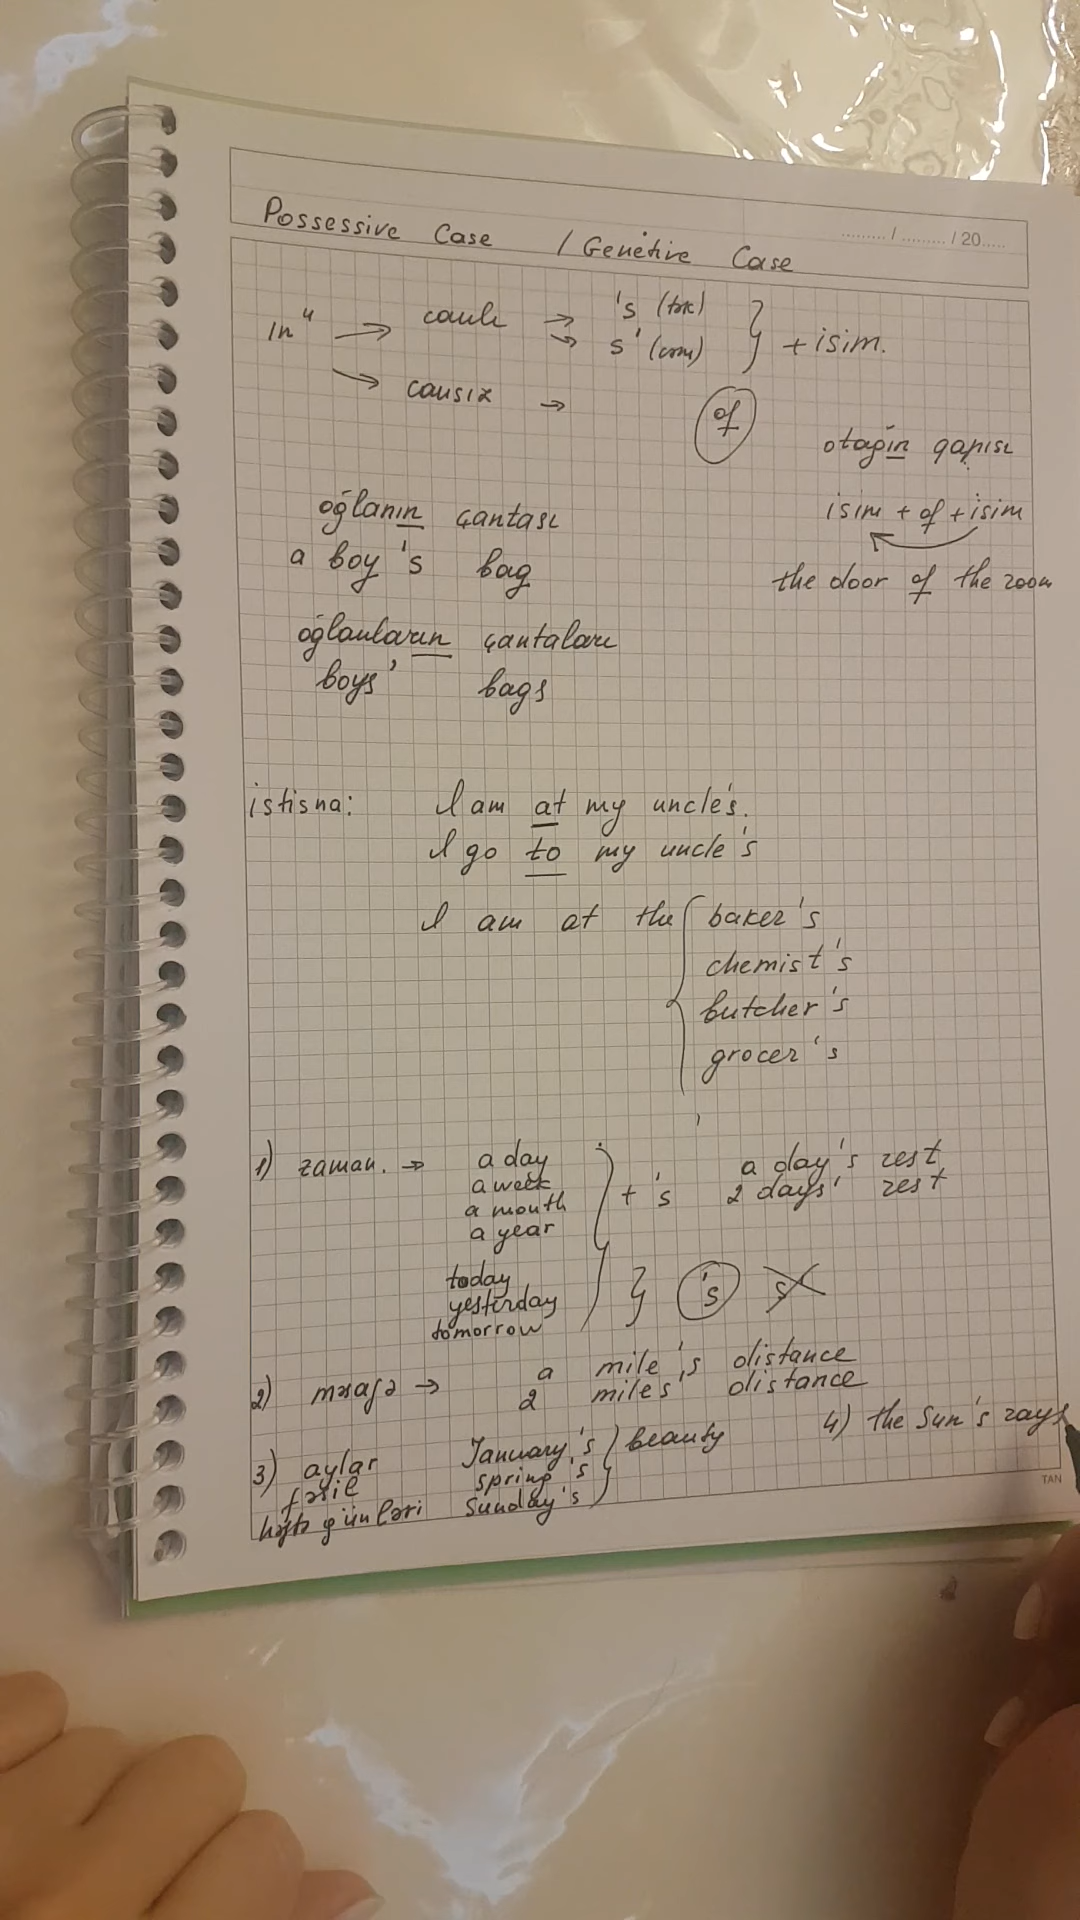 Possessive Case / Genetive Case
......... / ......... / 20.....
ın⁴ → canlı → 's (tək)
→ s' (cəm) } + isim.
→ cansız → of
otağın qapısı
oğlanın çantası
isim + of + isim
a boy's bag
the door of the room
oğlanların çantaları
boys' bags
istisna: I am at my uncle's.
I go to my uncle's
I am at the { baker's
chemist's
butcher's
grocer's
1) zaman. → a day
a week
a month
a year
+ 's
a day's rest
2 days' rest
today
yesterday
tomorrow
} 's s'
2) məsafə → a mile's distance
2 miles' distance
3) aylar January's
fəsil spring's
həftə günləri Sunday's
) beauty
4) the Sun's rays
TAN